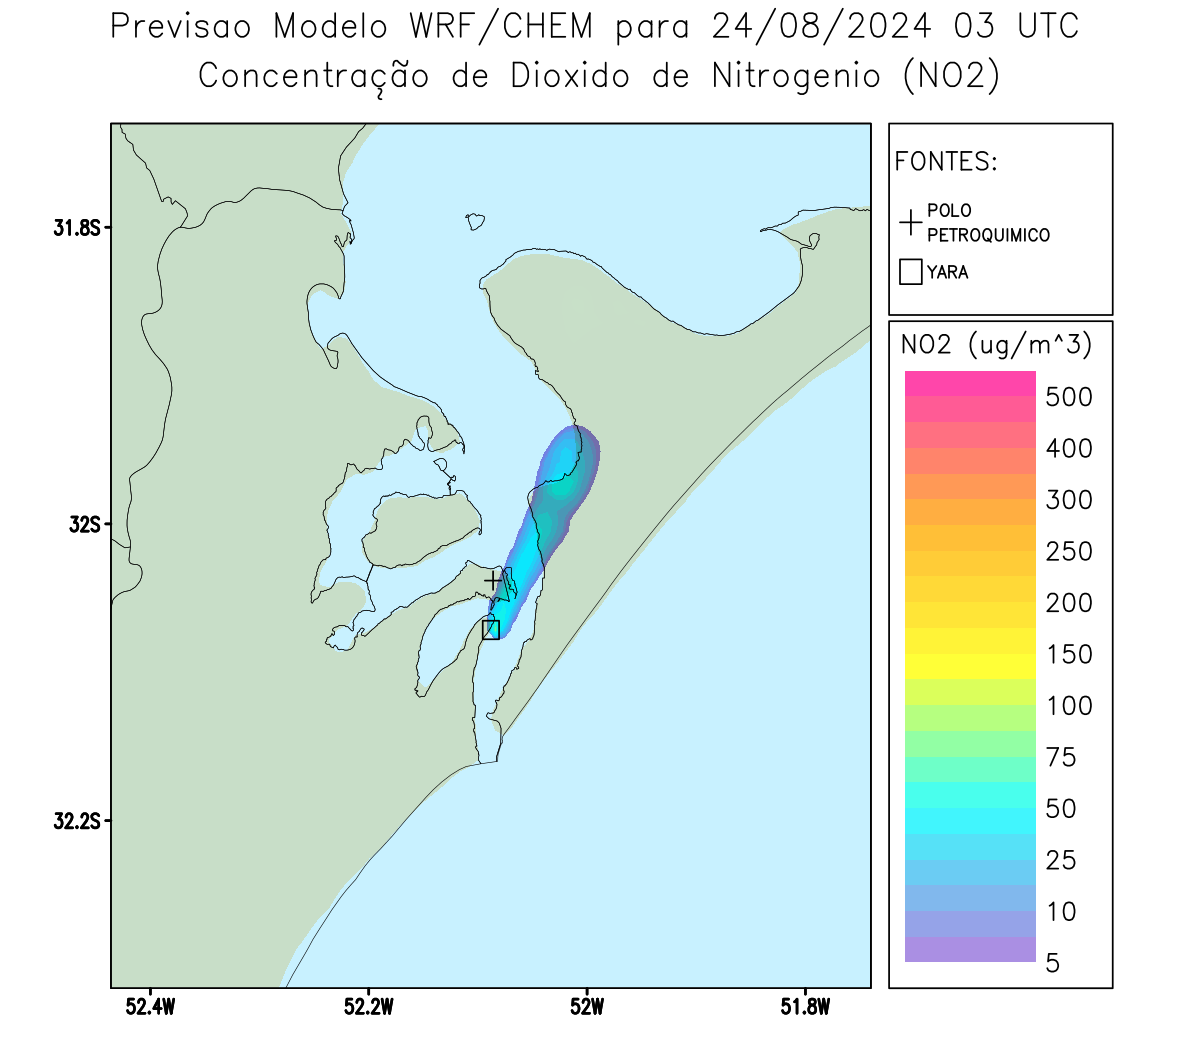 Previsao Modelo WRF/CHEM para 24/08/2024 03 UTC
Concentração de Dioxido de Nitrogenio (NO2)
FONTES:
POLO
PETROQUIMICO
YARA
31.8S
32S
32.2S
52.4W
52.2W
52W
51.8W
NO2 (ug/m^3)
500
400
300
250
200
150
100
75
50
25
10
5